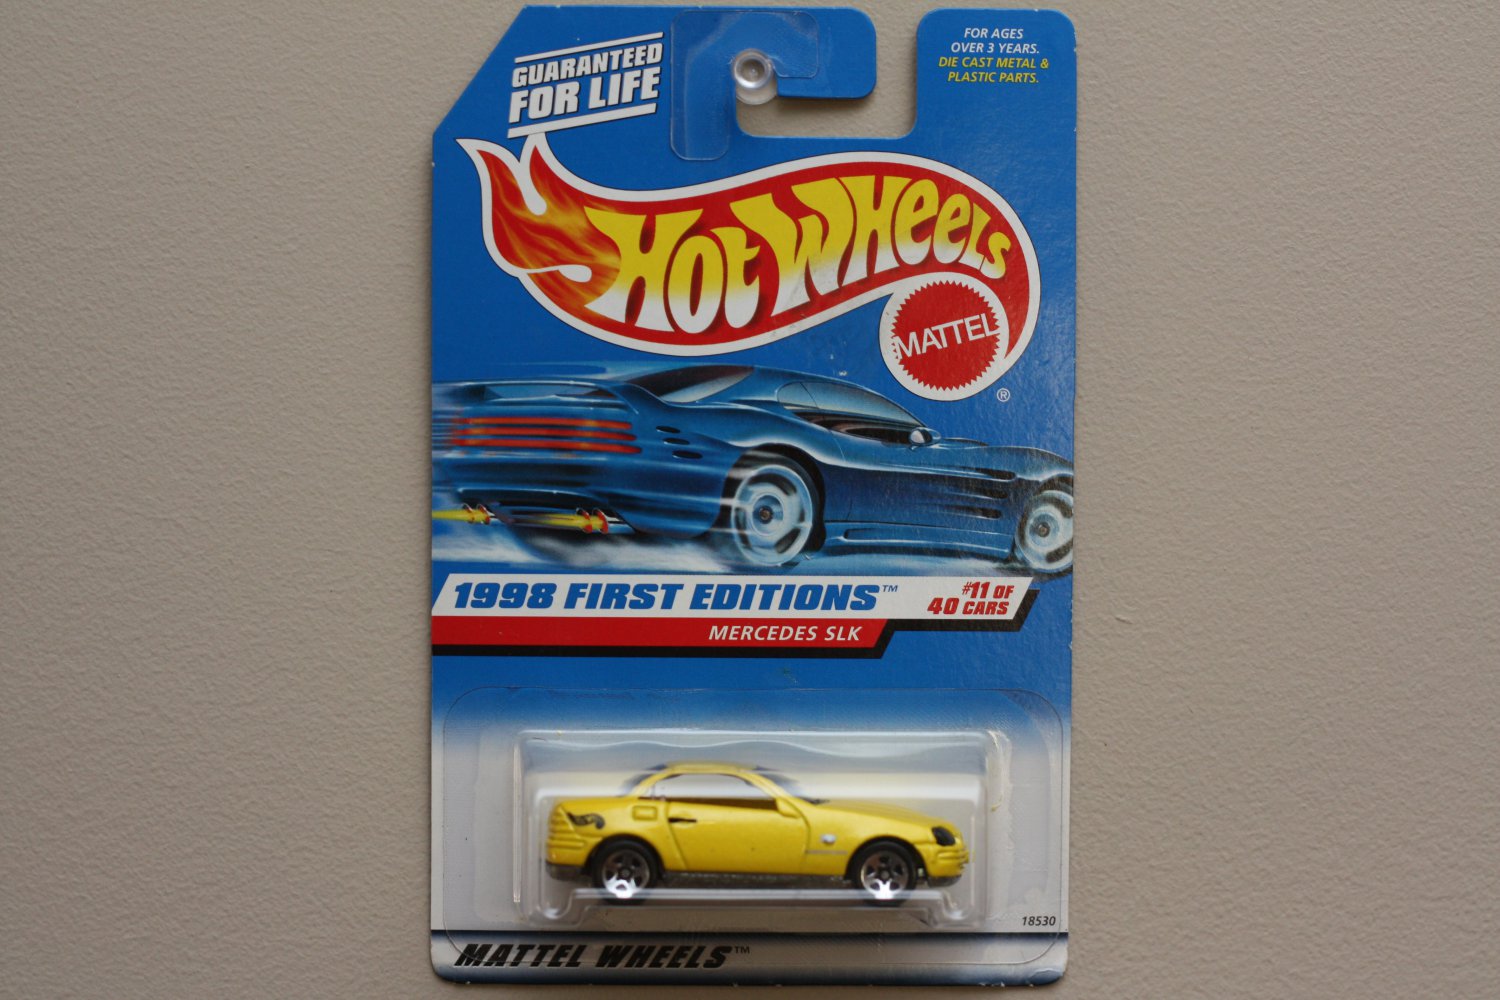 GUARANTEED
FOR LIFE
FOR AGES
OVER 3 YEARS.
DIE CAST METAL &
PLASTIC PARTS.
HOT WHEELS
MATTEL
®
1998 FIRST EDITIONS™
#11 OF
40 CARS
MERCEDES SLK
18530
MATTEL WHEELS™